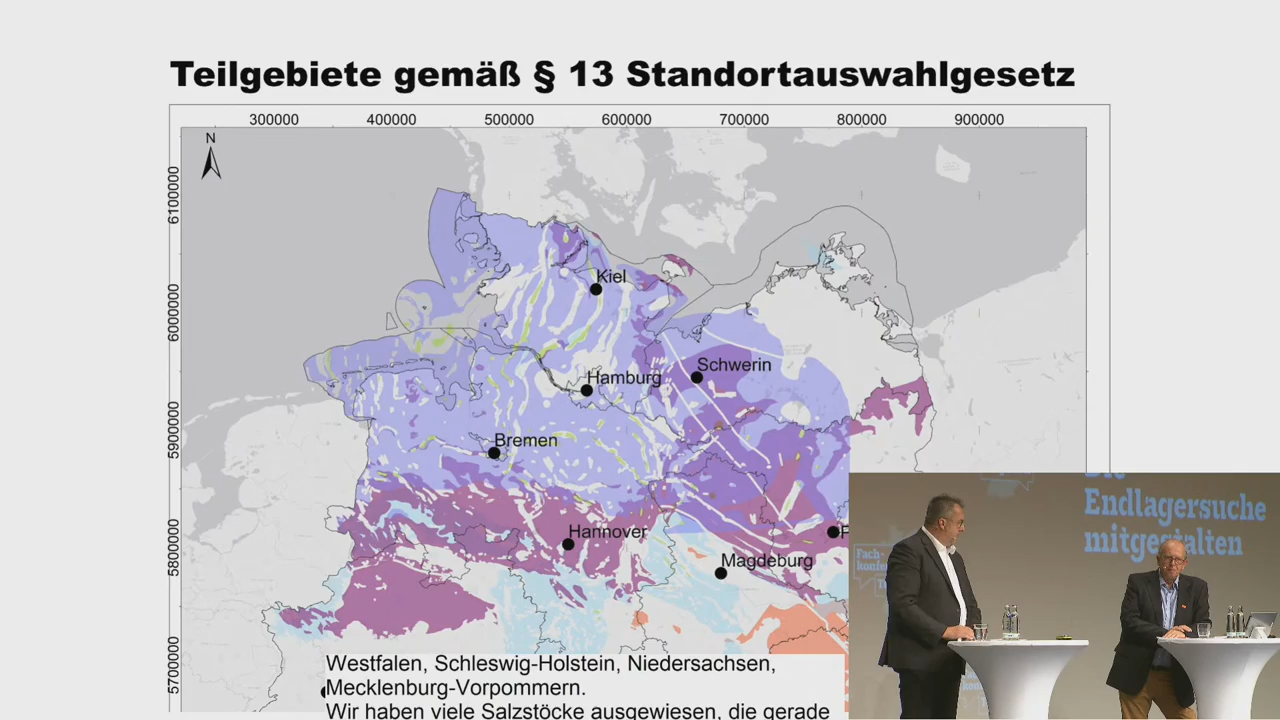 Teilgebiete gemäß § 13 Standortauswahlgesetz
300000 400000 500000 600000 700000 800000 900000
N
6100000
6000000
5900000
5800000
5700000
Kiel
Schwerin
Hamburg
Bremen
Hannover
Magdeburg
Endlagersuche
mitgestalten
Fach-
Westfalen, Schleswig-Holstein, Niedersachsen,
Mecklenburg-Vorpommern.
Wir haben viele Salzstöcke ausgewiesen, die gerade